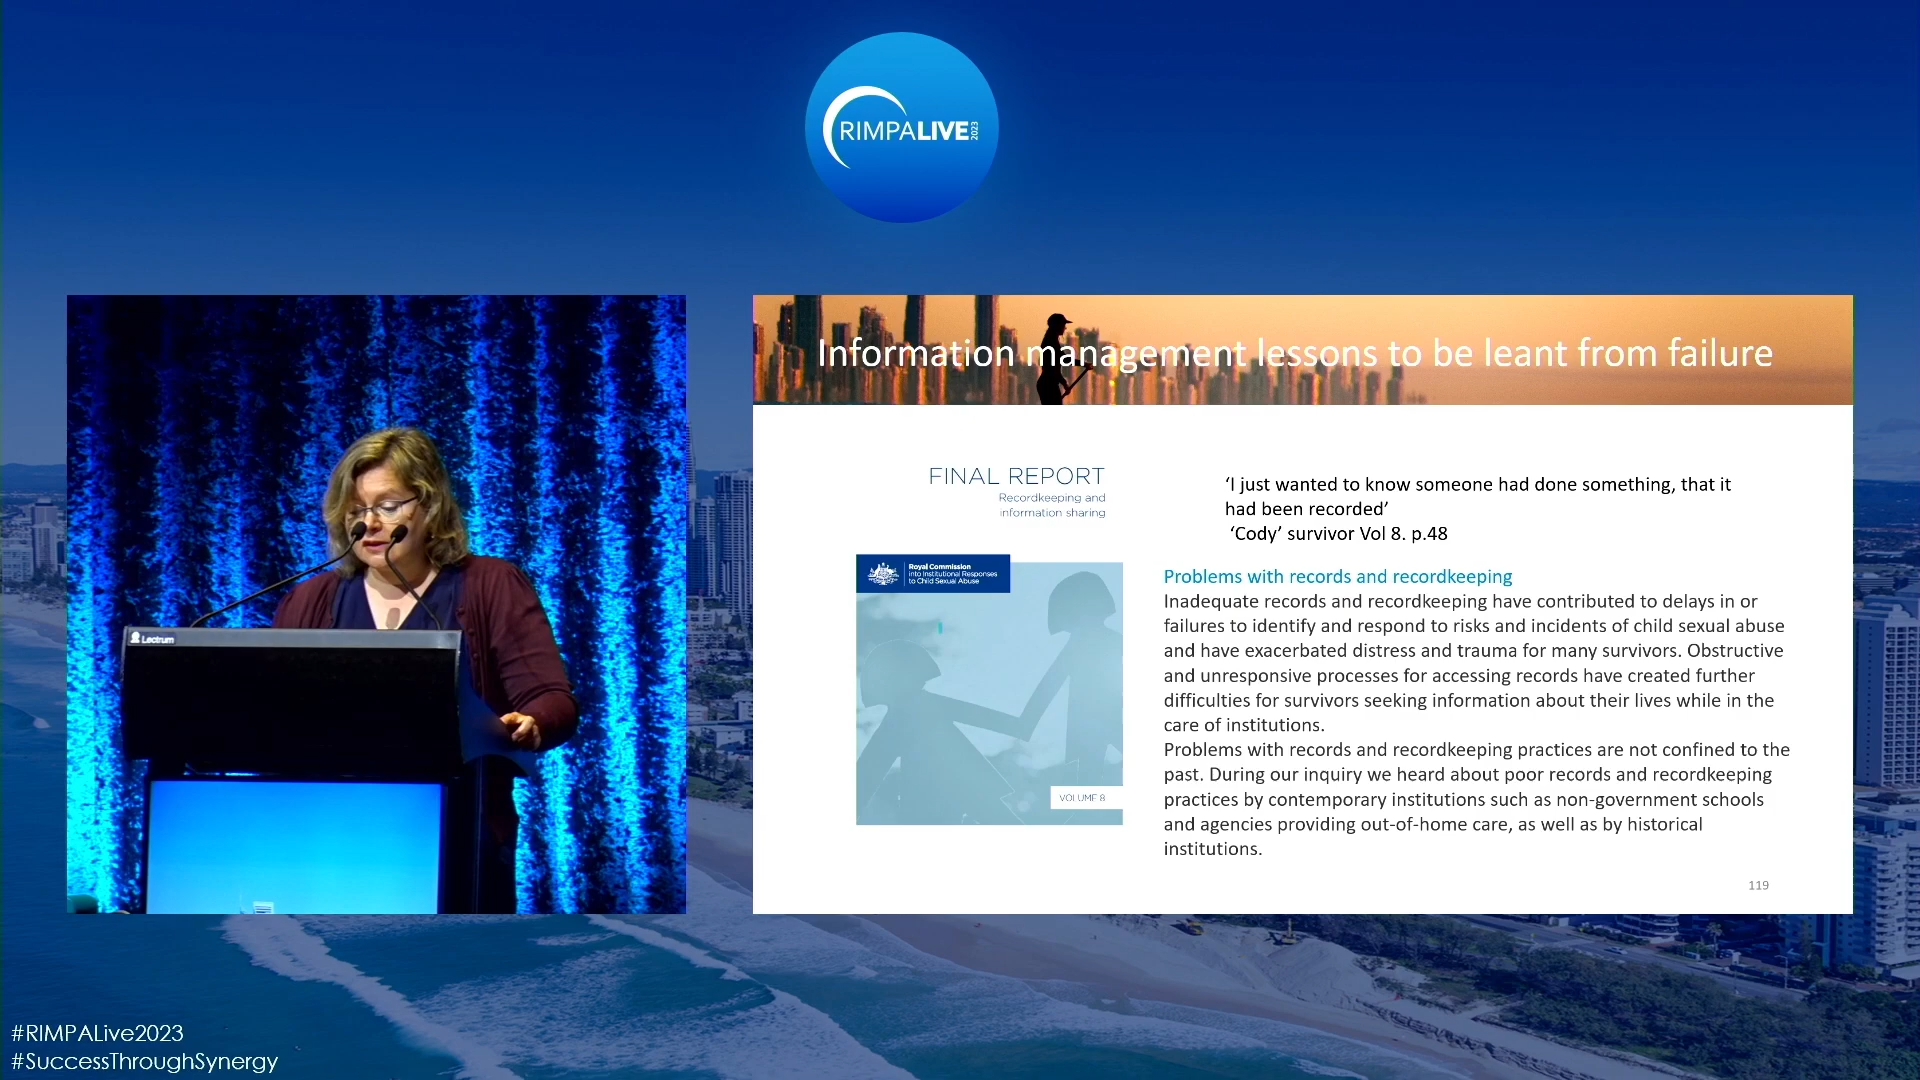 RIMPALIVE 2023
Information management lessons to be leant from failure
FINAL REPORT
Recordkeeping and
information sharing
Royal Commission
into Institutional Responses
to Child Sexual Abuse
VOLUME 8
‘I just wanted to know someone had done something, that it
had been recorded’
‘Cody’ survivor Vol 8. p.48
Problems with records and recordkeeping
Inadequate records and recordkeeping have contributed to delays in or
failures to identify and respond to risks and incidents of child sexual abuse
and have exacerbated distress and trauma for many survivors. Obstructive
and unresponsive processes for accessing records have created further
difficulties for survivors seeking information about their lives while in the
care of institutions.
Problems with records and recordkeeping practices are not confined to the
past. During our inquiry we heard about poor records and recordkeeping
practices by contemporary institutions such as non-government schools
and agencies providing out-of-home care, as well as by historical
institutions.
119
Lectrum
#RIMPALive2023
#SuccessThroughSynergy